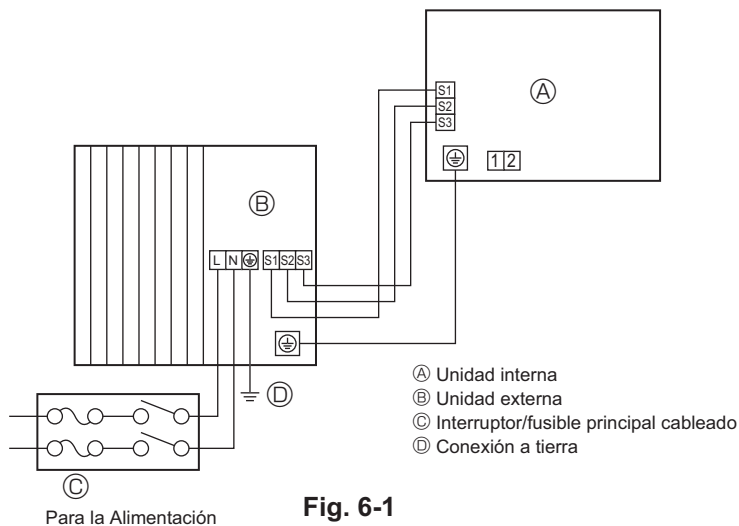 S1
S2
S3
Ⓐ
1 2
Ⓑ
L N S1 S2 S3
Ⓓ
Ⓒ
Para la Alimentación
Ⓐ Unidad interna
Ⓑ Unidad externa
Ⓒ Interruptor/fusible principal cableado
Ⓓ Conexión a tierra
Fig. 6-1